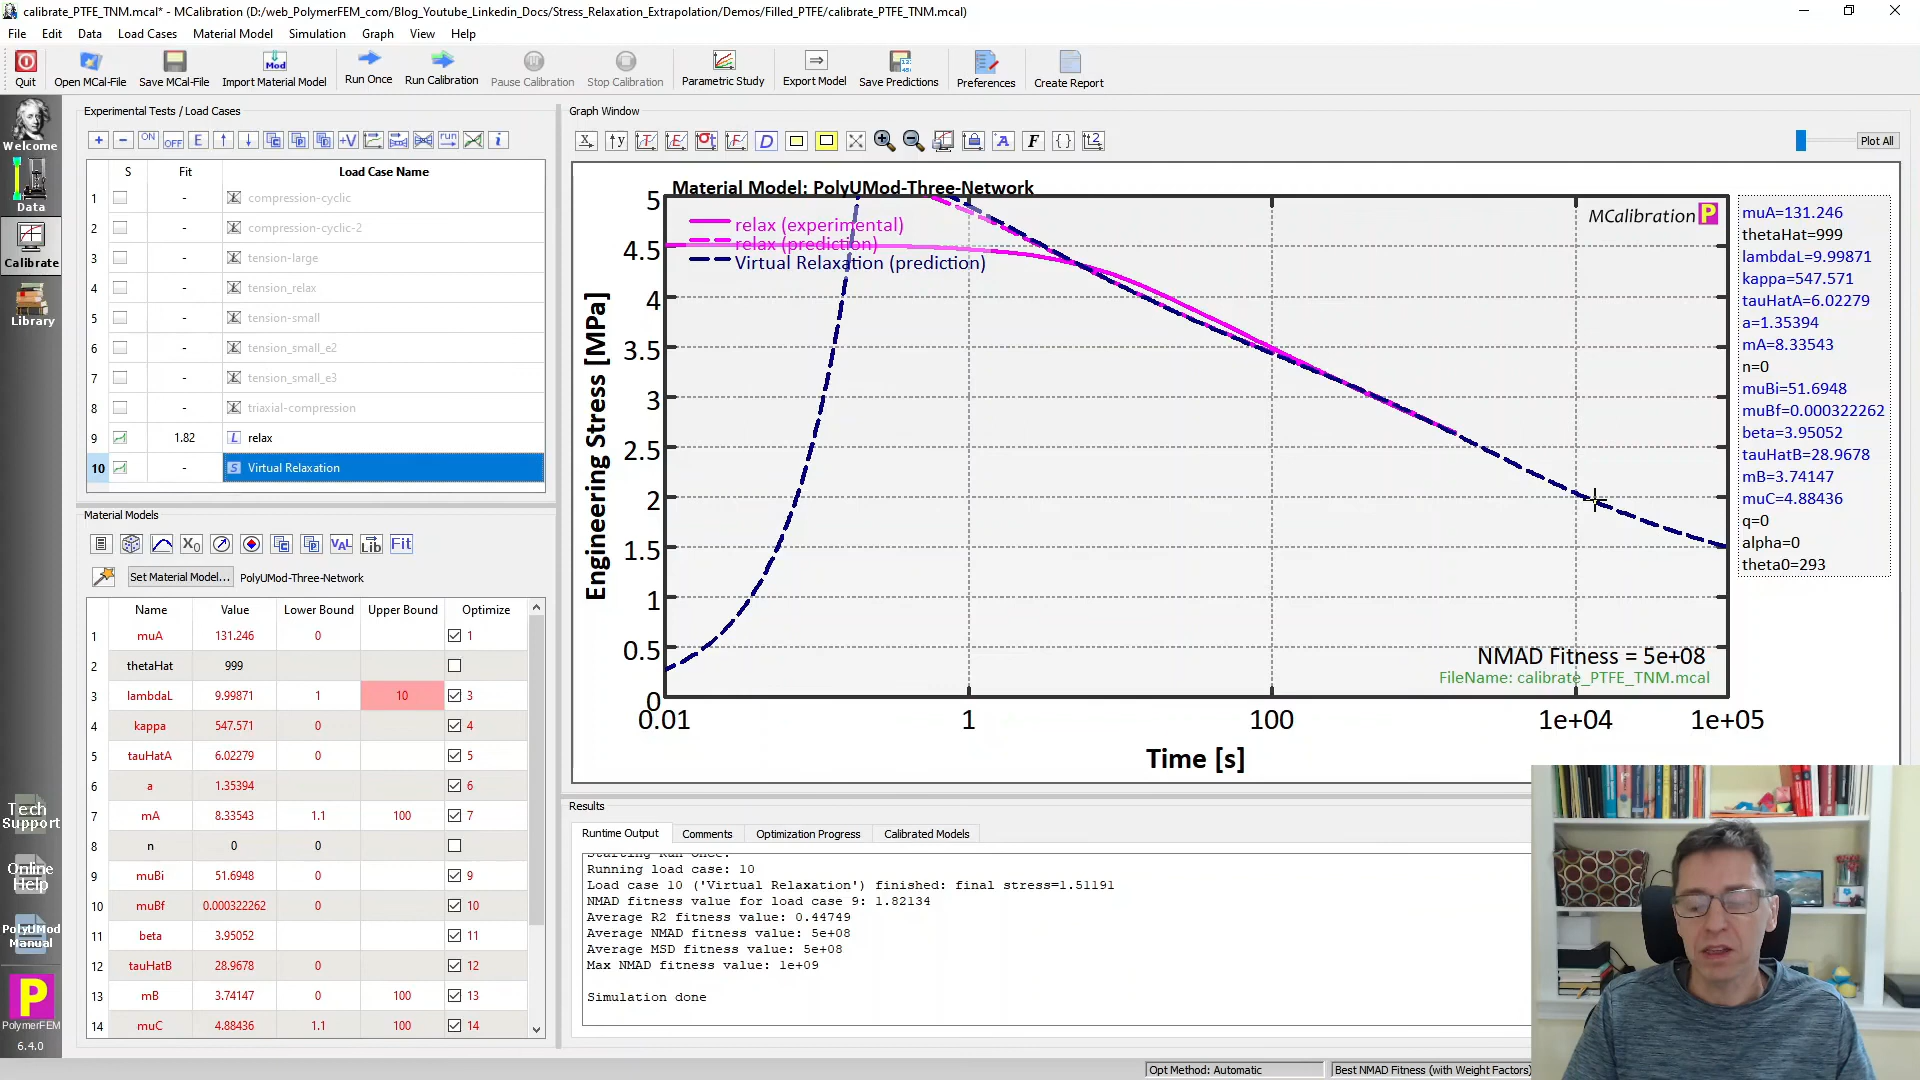 calibrate_PTFE_TNM.mcal* - MCalibration (D:/web_PolymerFEM_com/Blog_Youtube_Linkedin_Docs/Stress_Relaxation_Extrapolation/Demos/Filled_PTFE/calibrate_PTFE_TNM.mcal)
File Edit Data Load Cases Material Model Simulation Graph View Help
Quit Open MCal-File Save MCal-File Import Material Model Run Once Run Calibration Pause Calibration Stop Calibration Parametric Study Export Model Save Predictions Preferences Create Report
Welcome
Data
Calibrate
Library
Tech Support
Online Help
PolyUMod Manual
PolymerFEM
6.4.0
Experimental Tests / Load Cases
S Fit Load Case Name
1 - compression-cyclic
2 - compression-cyclic-2
3 - tension-large
4 - tension_relax
5 - tension-small
6 - tension_small_e2
7 - tension_small_e3
8 - triaxial-compression
9 1.82 L relax
10 - S Virtual Relaxation
Material Models
Set Material Model... PolyUMod-Three-Network
Name Value Lower Bound Upper Bound Optimize
1 muA 131.246 0 1
2 thetaHat 999
3 lambdaL 9.99871 1 10 3
4 kappa 547.571 0 4
5 tauHatA 6.02279 0 5
6 a 1.35394 6
7 mA 8.33543 1.1 100 7
8 n 0 0
9 muBi 51.6948 0 9
10 muBf 0.000322262 0 10
11 beta 3.95052 11
12 tauHatB 28.9678 0 12
13 mB 3.74147 0 100 13
14 muC 4.88436 1.1 100 14
Graph Window
Plot All
Material Model: PolyUMod-Three-Network
relax (experimental)
relax (prediction)
Virtual Relaxation (prediction)
MCalibration P
Engineering Stress [MPa]
5
4.5
4
3.5
3
2.5
2
1.5
1
0.5
0
0.01 1 100 1e+04 1e+05
Time [s]
NMAD Fitness = 5e+08
FileName: calibrate_PTFE_TNM.mcal
muA=131.246
thetaHat=999
lambdaL=9.99871
kappa=547.571
tauHatA=6.02279
a=1.35394
mA=8.33543
n=0
muBi=51.6948
muBf=0.000322262
beta=3.95052
tauHatB=28.9678
mB=3.74147
muC=4.88436
q=0
alpha=0
theta0=293
Results
Runtime Output Comments Optimization Progress Calibrated Models
Starting Run Once.
Running load case: 10
Load case 10 ('Virtual Relaxation') finished: final stress=1.51191
NMAD fitness value for load case 9: 1.82134
Average R2 fitness value: 0.44749
Average NMAD fitness value: 5e+08
Average MSD fitness value: 5e+08
Max NMAD fitness value: 1e+09
Simulation done
Opt Method: Automatic
Best NMAD Fitness (with Weight Factors)